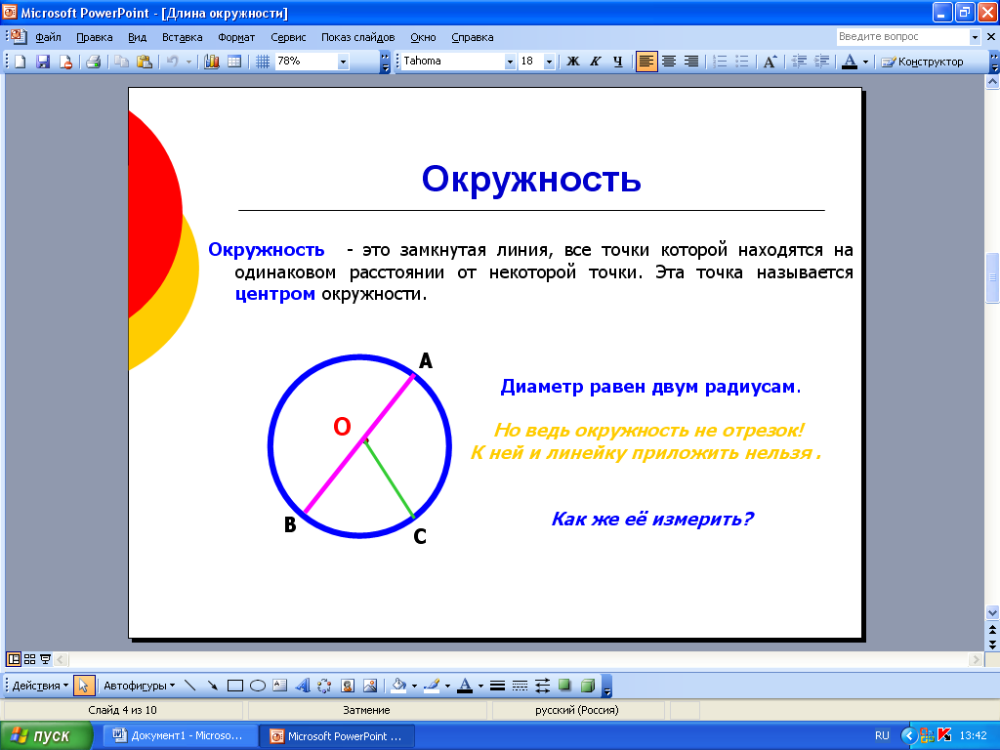 Microsoft PowerPoint - [Длина окружности]
Файл Правка Вид Вставка Формат Сервис Показ слайдов Окно Справка Введите вопрос
78% Tahoma 18 Ж К Ч A A Конструктор
Окружность
Окружность - это замкнутая линия, все точки которой находятся на
одинаковом расстоянии от некоторой точки. Эта точка называется
центром окружности.
А
О
В
С
Диаметр равен двум радиусам.
Но ведь окружность не отрезок!
К ней и линейку приложить нельзя .
Как же её измерить?
Действия Автофигуры A
Слайд 4 из 10 Затмение русский (Россия)
пуск Документ1 - Microso... Microsoft PowerPoint ... RU 13:42